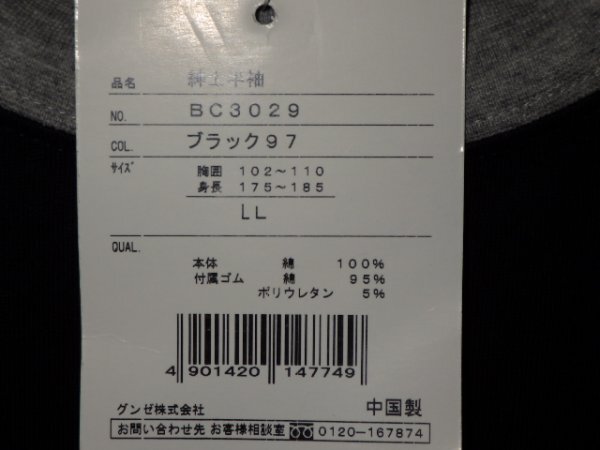 品名 紳士半袖
NO. BC3029
COL. ブラック97
ｻｲｽﾞ 胸囲 102～110
身長 175～185
LL
QUAL.
本体 綿 100%
付属ゴム 綿 95%
ポリウレタン 5%
4 901420 147749
グンゼ株式会社 中国製
お問い合わせ先 お客様相談室 0120-167874